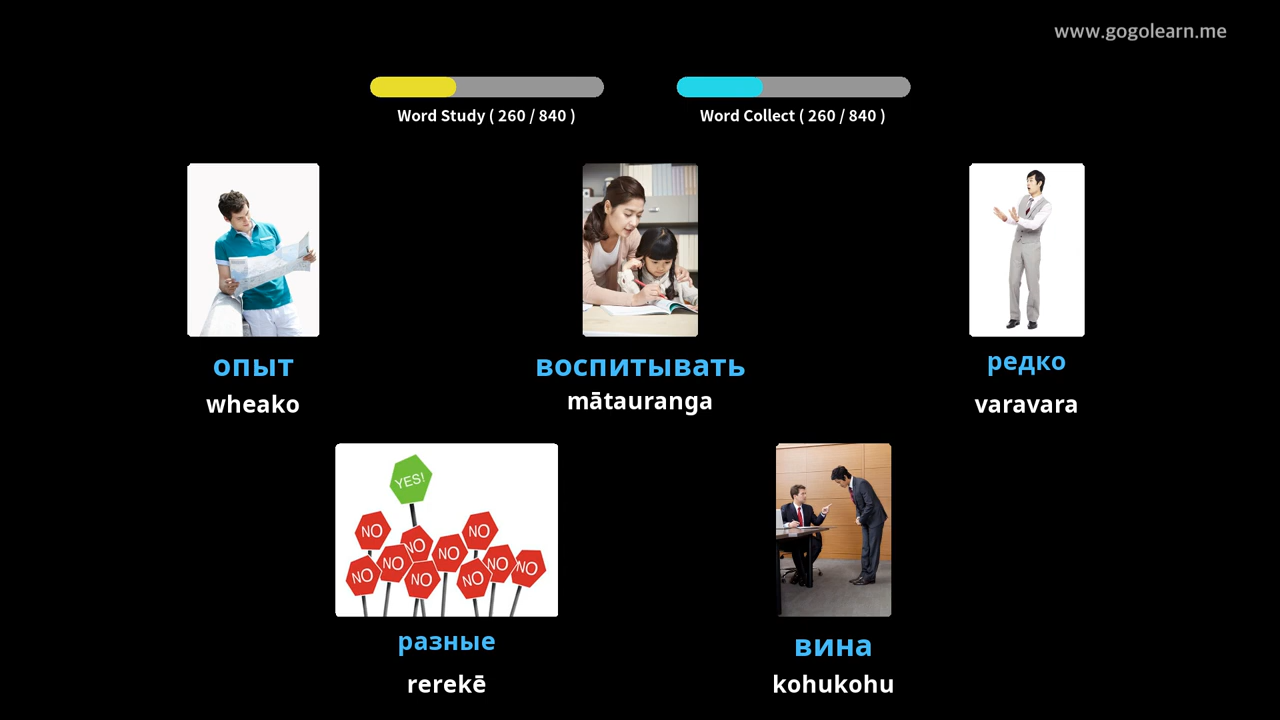 www.gogolearn.me
Word Study ( 260 / 840 )
Word Collect ( 260 / 840 )
опыт
wheako
воспитывать
mātauranga
редко
varavara
YES!
NO
NO
NO
NO
NO
NO
NO
NO
NO
NO
разные
rerekē
вина
kohukohu